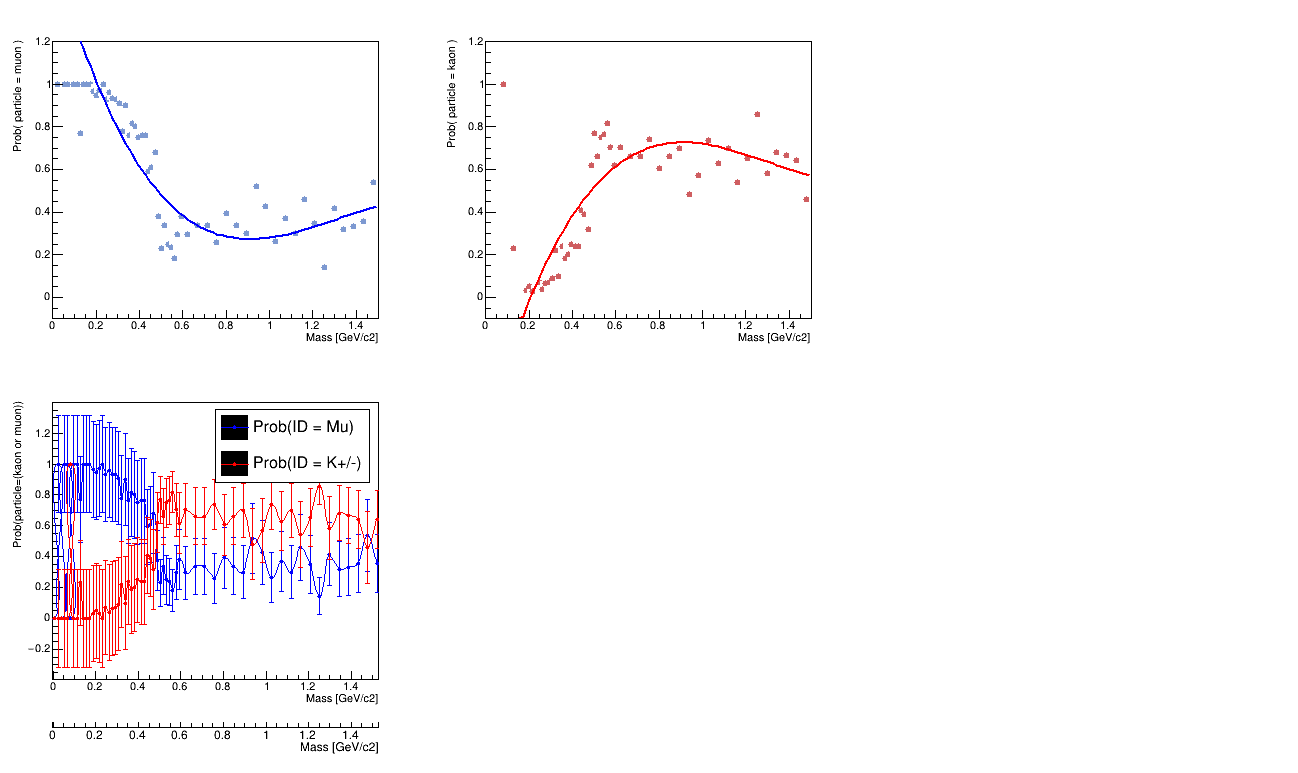 Prob( particle = muon )
1.2
1
0.8
0.6
0.4
0.2
0
0 0.2 0.4 0.6 0.8 1 1.2 1.4
Mass [GeV/c2]
Prob( particle = kaon )
1.2
1
0.8
0.6
0.4
0.2
0
0 0.2 0.4 0.6 0.8 1 1.2 1.4
Mass [GeV/c2]
Prob(particle=(kaon or muon))
1.2
1
0.8
0.6
0.4
0.2
0
−0.2
Prob(ID = Mu)
Prob(ID = K+/-)
0 0.2 0.4 0.6 0.8 1 1.2 1.4
Mass [GeV/c2]
0 0.2 0.4 0.6 0.8 1 1.2 1.4
Mass [GeV/c2]